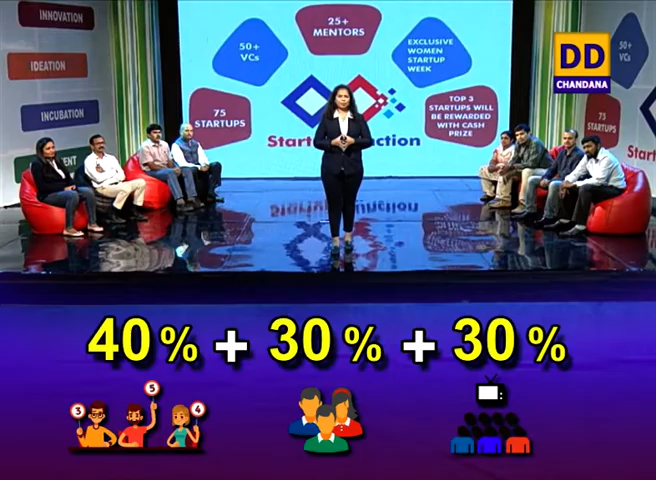 INNOVATION
IDEATION
INCUBATION
50+
VCs
25+
MENTORS
EXCLUSIVE
WOMEN
STARTUP
WEEK
75
STARTUPS
TOP 3
STARTUPS WILL
BE REWARDED
WITH CASH
PRIZE
DD
CHANDANA
50+
VCs
75
STARTUPS
40% + 30% + 30%
3
5
4